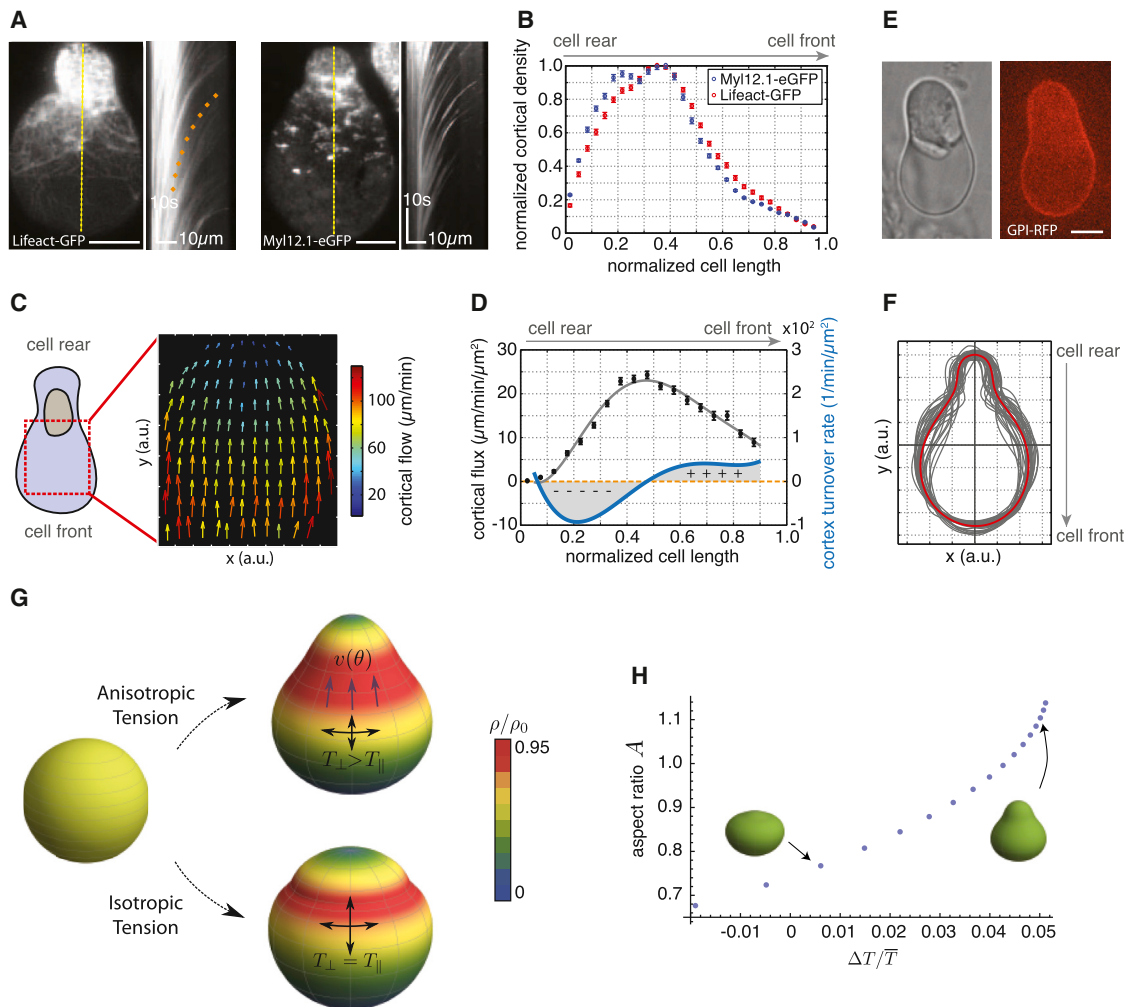 A
Lifeact-GFP
10s
10µm
Myl12.1-eGFP
10s
10µm
B
cell rear
cell front
normalized cortical density
1.0
0.8
0.6
0.4
0.2
0
Myl12.1-eGFP
Lifeact-GFP
0 0.2 0.4 0.6 0.8 1.0
normalized cell length
E
GPI-RFP
C
cell rear
cell front
y (a.u.)
x (a.u.)
100
60
20
cortical flow (µm/min)
D
cell rear
cell front
x10²
cortical flux (µm/min/µm²)
30
25
20
15
10
5
0
-10
3
2
1
0
-1
- - - - -
+ + + +
0 0.2 0.4 0.6 0.8 1.0
normalized cell length
cortex turnover rate (1/min/µm²)
F
cell rear
cell front
y (a.u.)
x (a.u.)
G
Anisotropic
Tension
Isotropic
Tension
v(θ)
T⊥>T∥
T⊥ = T∥
ρ/ρ₀
0.95
0
H
aspect ratio A
1.1
1.0
0.9
0.8
0.7
-0.01 0 0.01 0.02 0.03 0.04 0.05
ΔT/T̅